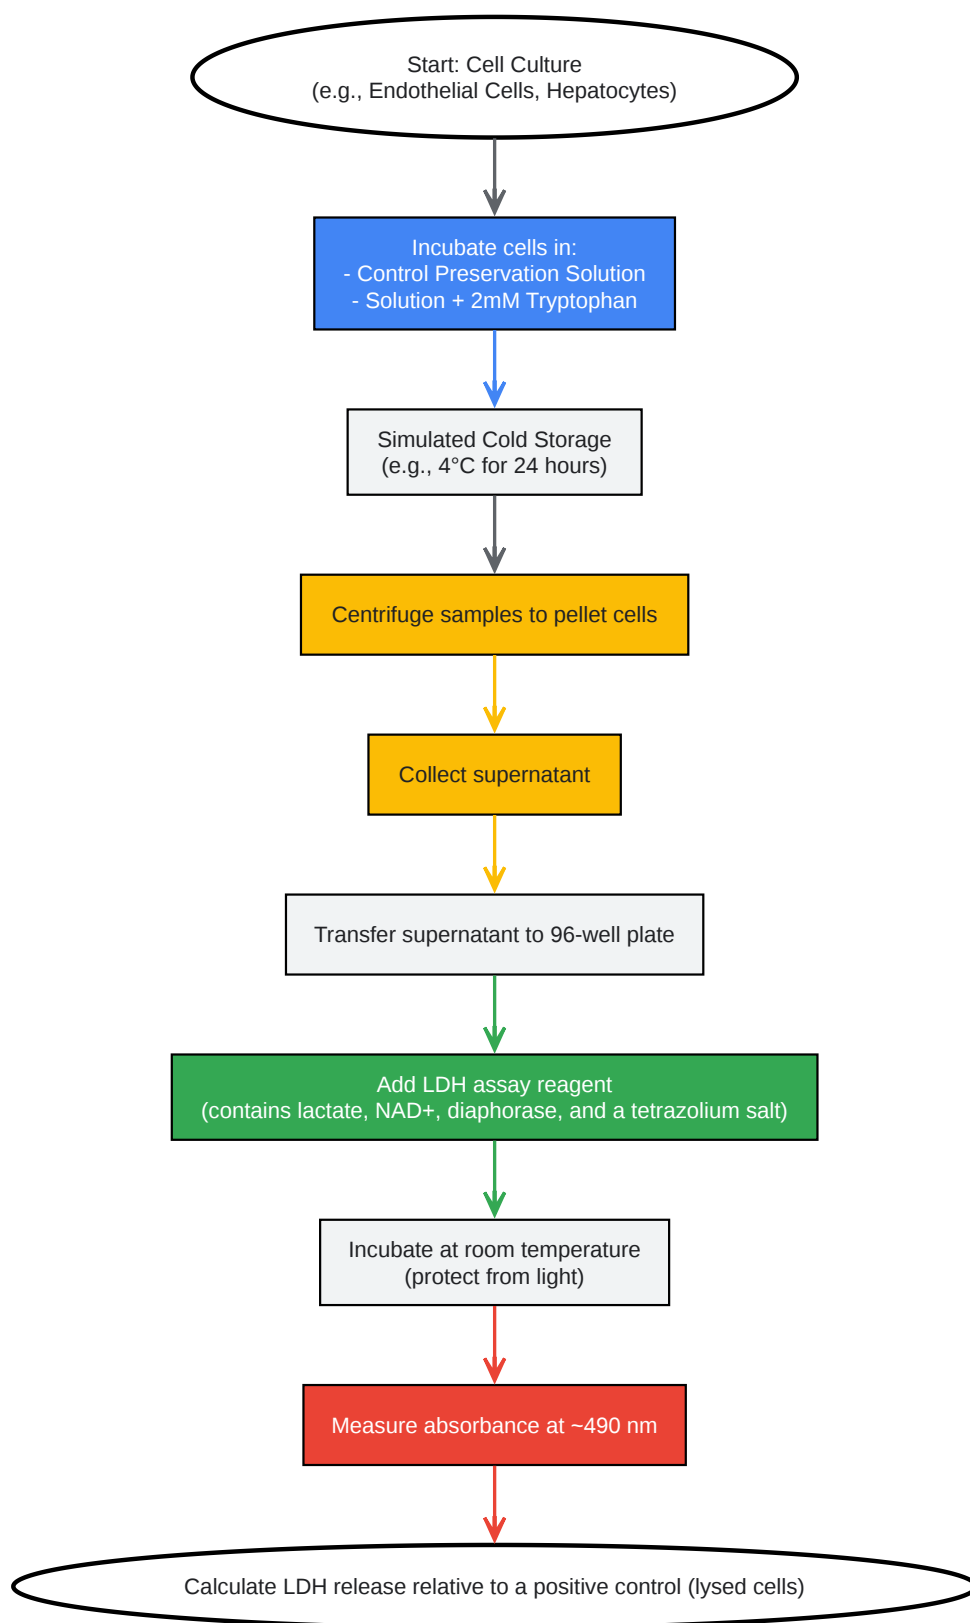 Start: Cell Culture
(e.g., Endothelial Cells, Hepatocytes)
Incubate cells in:
- Control Preservation Solution
- Solution + 2mM Tryptophan
Simulated Cold Storage
(e.g., 4°C for 24 hours)
Centrifuge samples to pellet cells
Collect supernatant
Transfer supernatant to 96-well plate
Add LDH assay reagent
(contains lactate, NAD+, diaphorase, and a tetrazolium salt)
Incubate at room temperature
(protect from light)
Measure absorbance at ~490 nm
Calculate LDH release relative to a positive control (lysed cells)